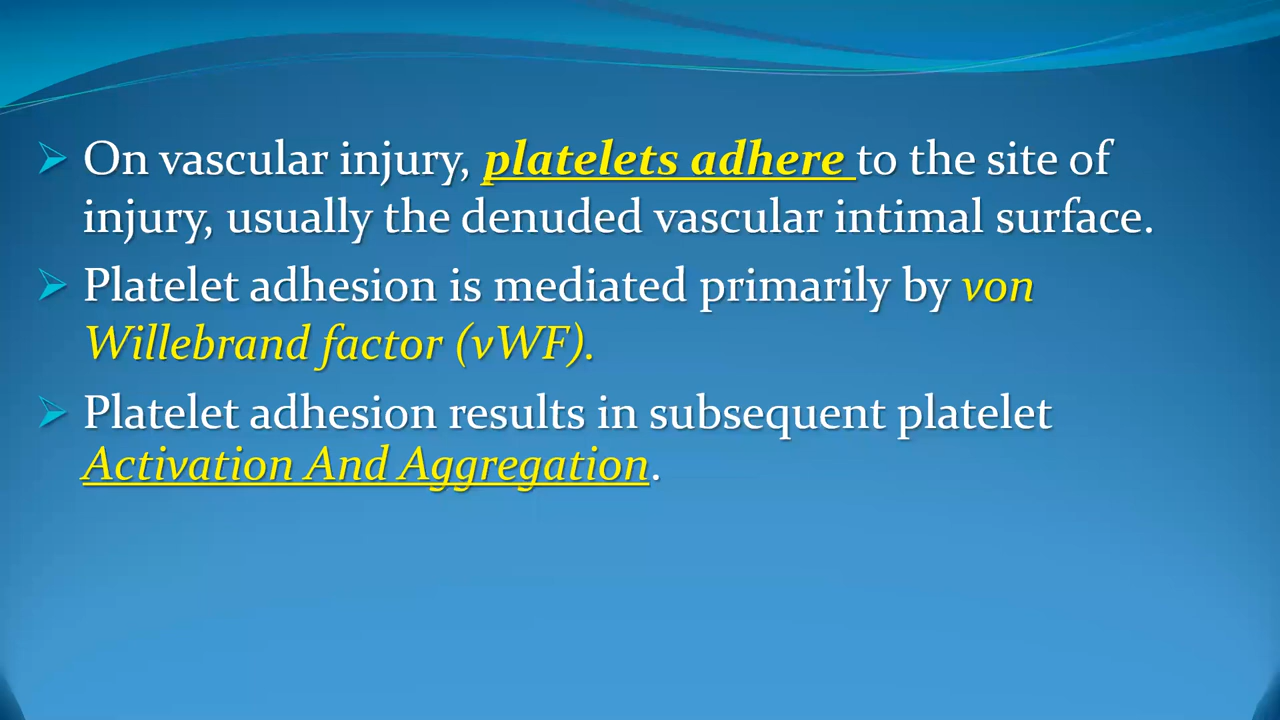 On vascular injury, platelets adhere to the site of
injury, usually the denuded vascular intimal surface.
Platelet adhesion is mediated primarily by von
Willebrand factor (vWF).
Platelet adhesion results in subsequent platelet
Activation And Aggregation.